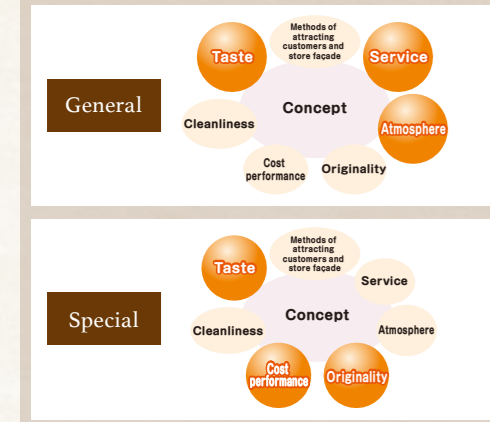 Methods of
attracting
customers and
store façade
Taste
Service
General
Concept
Cleanliness
Atmosphere
Cost
performance
Originality
Methods of
attracting
customers and
store façade
Taste
Service
Special
Concept
Cleanliness
Atmosphere
Cost
performance
Originality